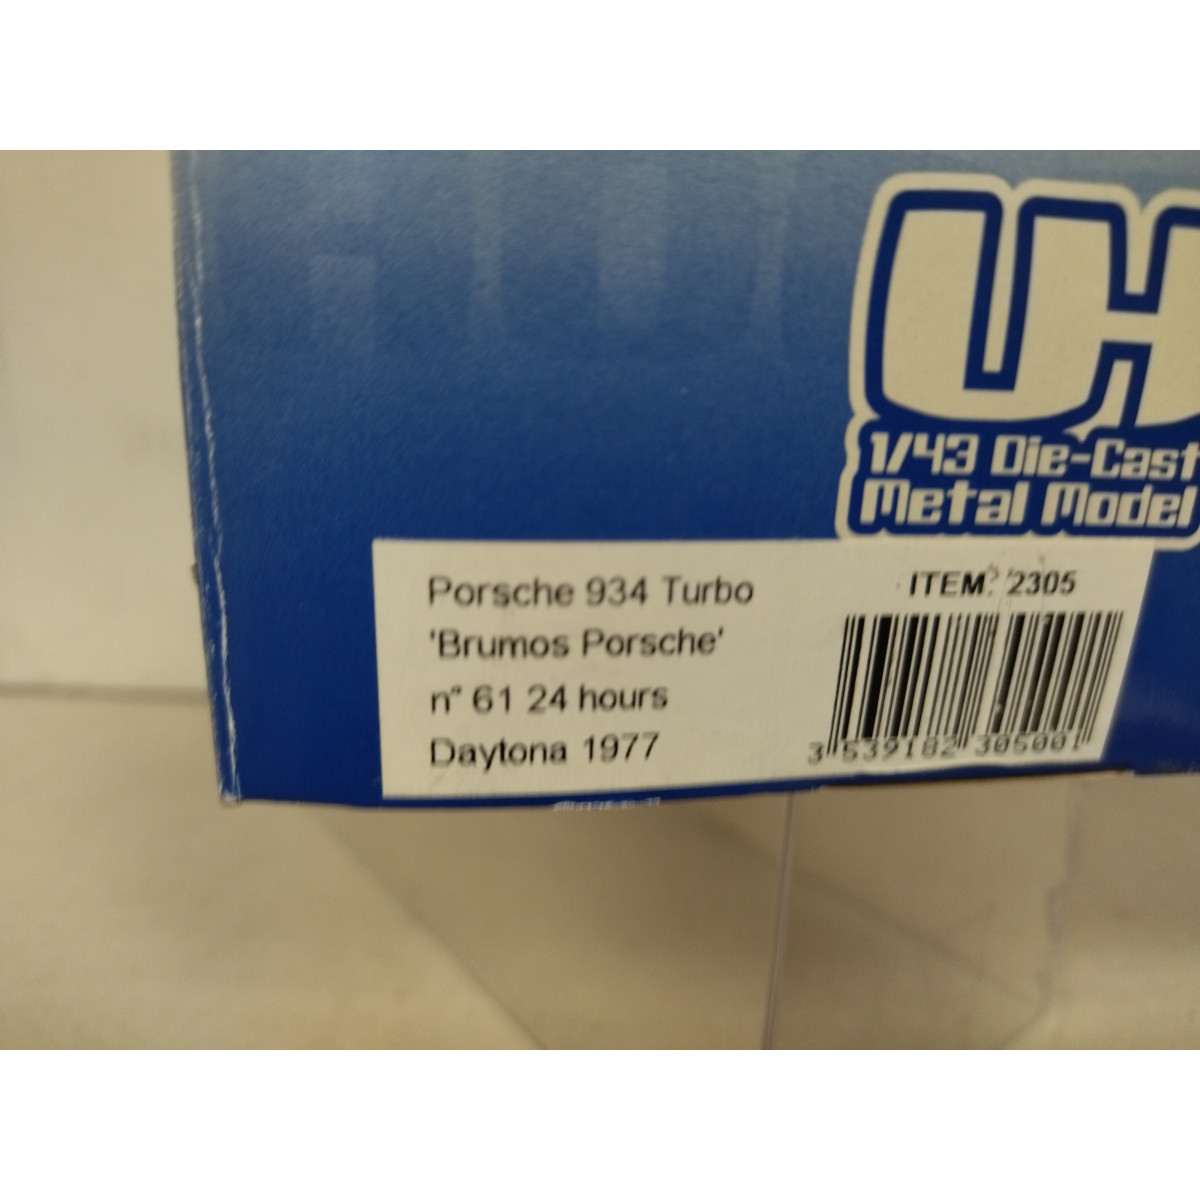 UH
1/43 Die-Cast
Metal Model
Porsche 934 Turbo
'Brumos Porsche'
n° 61 24 hours
Daytona 1977
ITEM: 2305
3 539182 305001